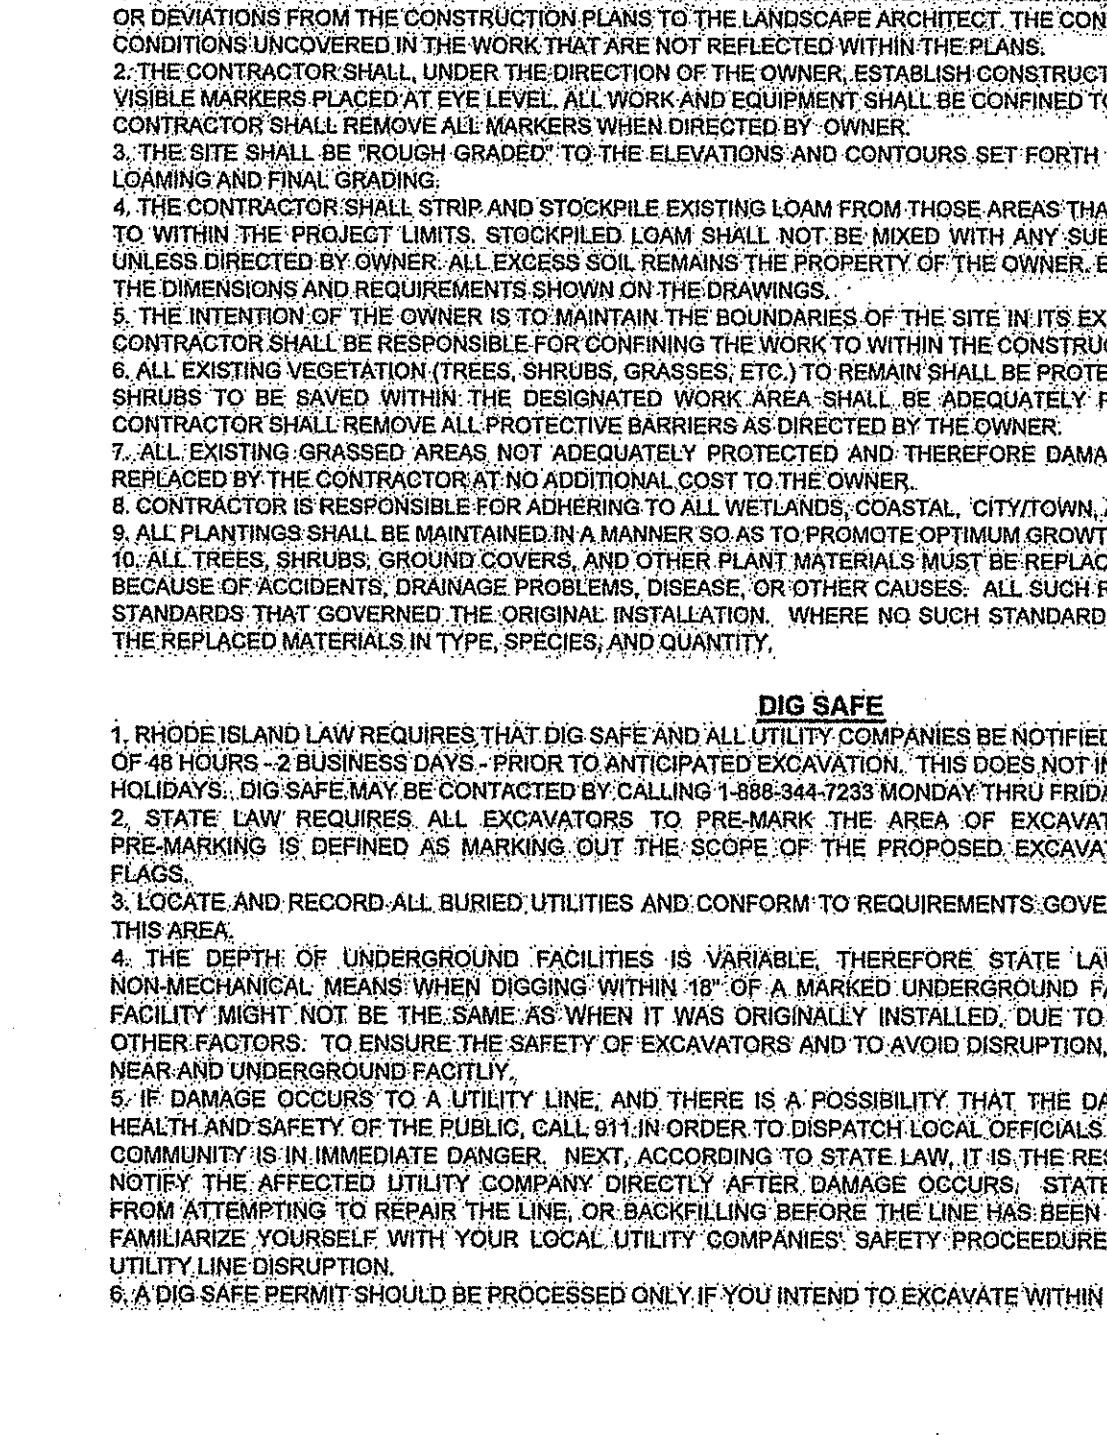 OR DEVIATIONS FROM THE CONSTRUCTION PLANS TO THE LANDSCAPE ARCHITECT. THE CON
CONDITIONS UNCOVERED IN THE WORK THAT ARE NOT REFLECTED WITHIN THE PLANS.
2. THE CONTRACTOR SHALL, UNDER THE DIRECTION OF THE OWNER, ESTABLISH CONSTRUCT
VISIBLE MARKERS PLACED AT EYE LEVEL. ALL WORK AND EQUIPMENT SHALL BE CONFINED TO
CONTRACTOR SHALL REMOVE ALL MARKERS WHEN DIRECTED BY OWNER.
3. THE SITE SHALL BE "ROUGH GRADED" TO THE ELEVATIONS AND CONTOURS SET FORTH
LOAMING AND FINAL GRADING.
4. THE CONTRACTOR SHALL STRIP AND STOCKPILE EXISTING LOAM FROM THOSE AREAS THA
TO WITHIN THE PROJECT LIMITS. STOCKPILED LOAM SHALL NOT BE MIXED WITH ANY SUB
UNLESS DIRECTED BY OWNER. ALL EXCESS SOIL REMAINS THE PROPERTY OF THE OWNER. E
THE DIMENSIONS AND REQUIREMENTS SHOWN ON THE DRAWINGS.
5. THE INTENTION OF THE OWNER IS TO MAINTAIN THE BOUNDARIES OF THE SITE IN ITS EX
CONTRACTOR SHALL BE RESPONSIBLE FOR CONFINING THE WORK TO WITHIN THE CONSTRUC
6. ALL EXISTING VEGETATION (TREES, SHRUBS, GRASSES, ETC.) TO REMAIN SHALL BE PROTE
SHRUBS TO BE SAVED WITHIN THE DESIGNATED WORK AREA SHALL BE ADEQUATELY P
CONTRACTOR SHALL REMOVE ALL PROTECTIVE BARRIERS AS DIRECTED BY THE OWNER.
7. ALL EXISTING GRASSED AREAS NOT ADEQUATELY PROTECTED AND THEREFORE DAMA
REPLACED BY THE CONTRACTOR AT NO ADDITIONAL COST TO THE OWNER.
8. CONTRACTOR IS RESPONSIBLE FOR ADHERING TO ALL WETLANDS, COASTAL, CITY/TOWN,
9. ALL PLANTINGS SHALL BE MAINTAINED IN A MANNER SO AS TO PROMOTE OPTIMUM GROWT
10. ALL TREES, SHRUBS, GROUND COVERS, AND OTHER PLANT MATERIALS MUST BE REPLAC
BECAUSE OF ACCIDENTS, DRAINAGE PROBLEMS, DISEASE, OR OTHER CAUSES. ALL SUCH R
STANDARDS THAT GOVERNED THE ORIGINAL INSTALLATION. WHERE NO SUCH STANDARD
THE REPLACED MATERIALS IN TYPE, SPECIES, AND QUANTITY.
DIG SAFE
1. RHODE ISLAND LAW REQUIRES THAT DIG SAFE AND ALL UTILITY COMPANIES BE NOTIFIED
OF 48 HOURS - 2 BUSINESS DAYS - PRIOR TO ANTICIPATED EXCAVATION. THIS DOES NOT IN
HOLIDAYS. DIG SAFE MAY BE CONTACTED BY CALLING 1-888-344-7233 MONDAY THRU FRIDA
2. STATE LAW REQUIRES ALL EXCAVATORS TO PRE-MARK THE AREA OF EXCAVAT
PRE-MARKING IS DEFINED AS MARKING OUT THE SCOPE OF THE PROPOSED EXCAVAT
FLAGS.
3. LOCATE AND RECORD ALL BURIED UTILITIES AND CONFORM TO REQUIREMENTS GOVE
THIS AREA.
4. THE DEPTH OF UNDERGROUND FACILITIES IS VARIABLE, THEREFORE STATE LAW
NON-MECHANICAL MEANS WHEN DIGGING WITHIN 18" OF A MARKED UNDERGROUND FA
FACILITY MIGHT NOT BE THE SAME AS WHEN IT WAS ORIGINALLY INSTALLED, DUE TO
OTHER FACTORS. TO ENSURE THE SAFETY OF EXCAVATORS AND TO AVOID DISRUPTION,
NEAR AND UNDERGROUND FACITLIY.
5. IF DAMAGE OCCURS TO A UTILITY LINE, AND THERE IS A POSSIBILITY THAT THE DA
HEALTH AND SAFETY OF THE PUBLIC, CALL 911 IN ORDER TO DISPATCH LOCAL OFFICIALS.
COMMUNITY IS IN IMMEDIATE DANGER. NEXT, ACCORDING TO STATE LAW, IT IS THE RES
NOTIFY THE AFFECTED UTILITY COMPANY DIRECTLY AFTER DAMAGE OCCURS. STATE
FROM ATTEMPTING TO REPAIR THE LINE, OR BACKFILLING BEFORE THE LINE HAS BEEN
FAMILIARIZE YOURSELF WITH YOUR LOCAL UTILITY COMPANIES' SAFETY PROCEEDURE
UTILITY LINE DISRUPTION.
6. A DIG SAFE PERMIT SHOULD BE PROCESSED ONLY IF YOU INTEND TO EXCAVATE WITHIN